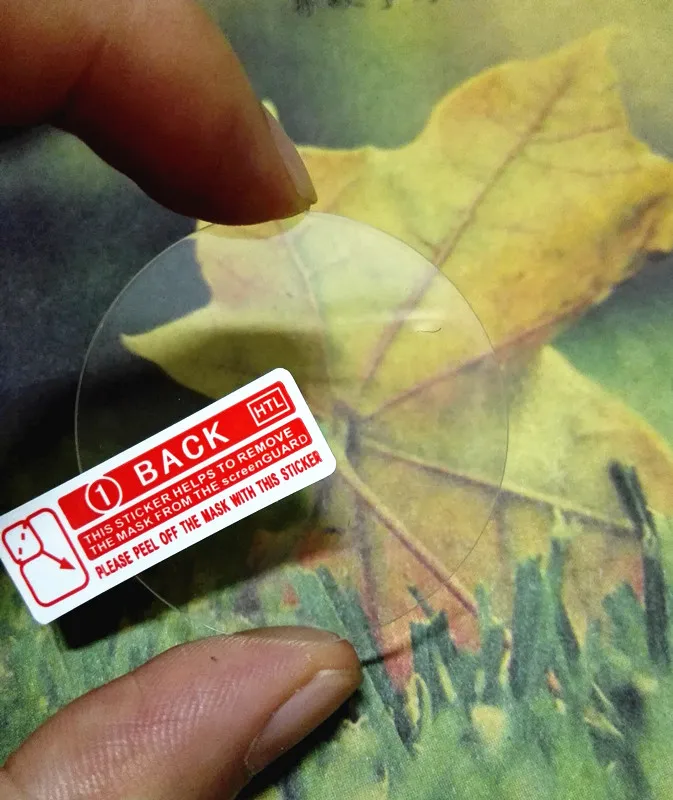 1 BACK HTL
THIS STICKER HELPS TO REMOVE
THE MASK FROM THE screenGUARD
PLEASE PEEL OFF THE MASK WITH THIS STICKER